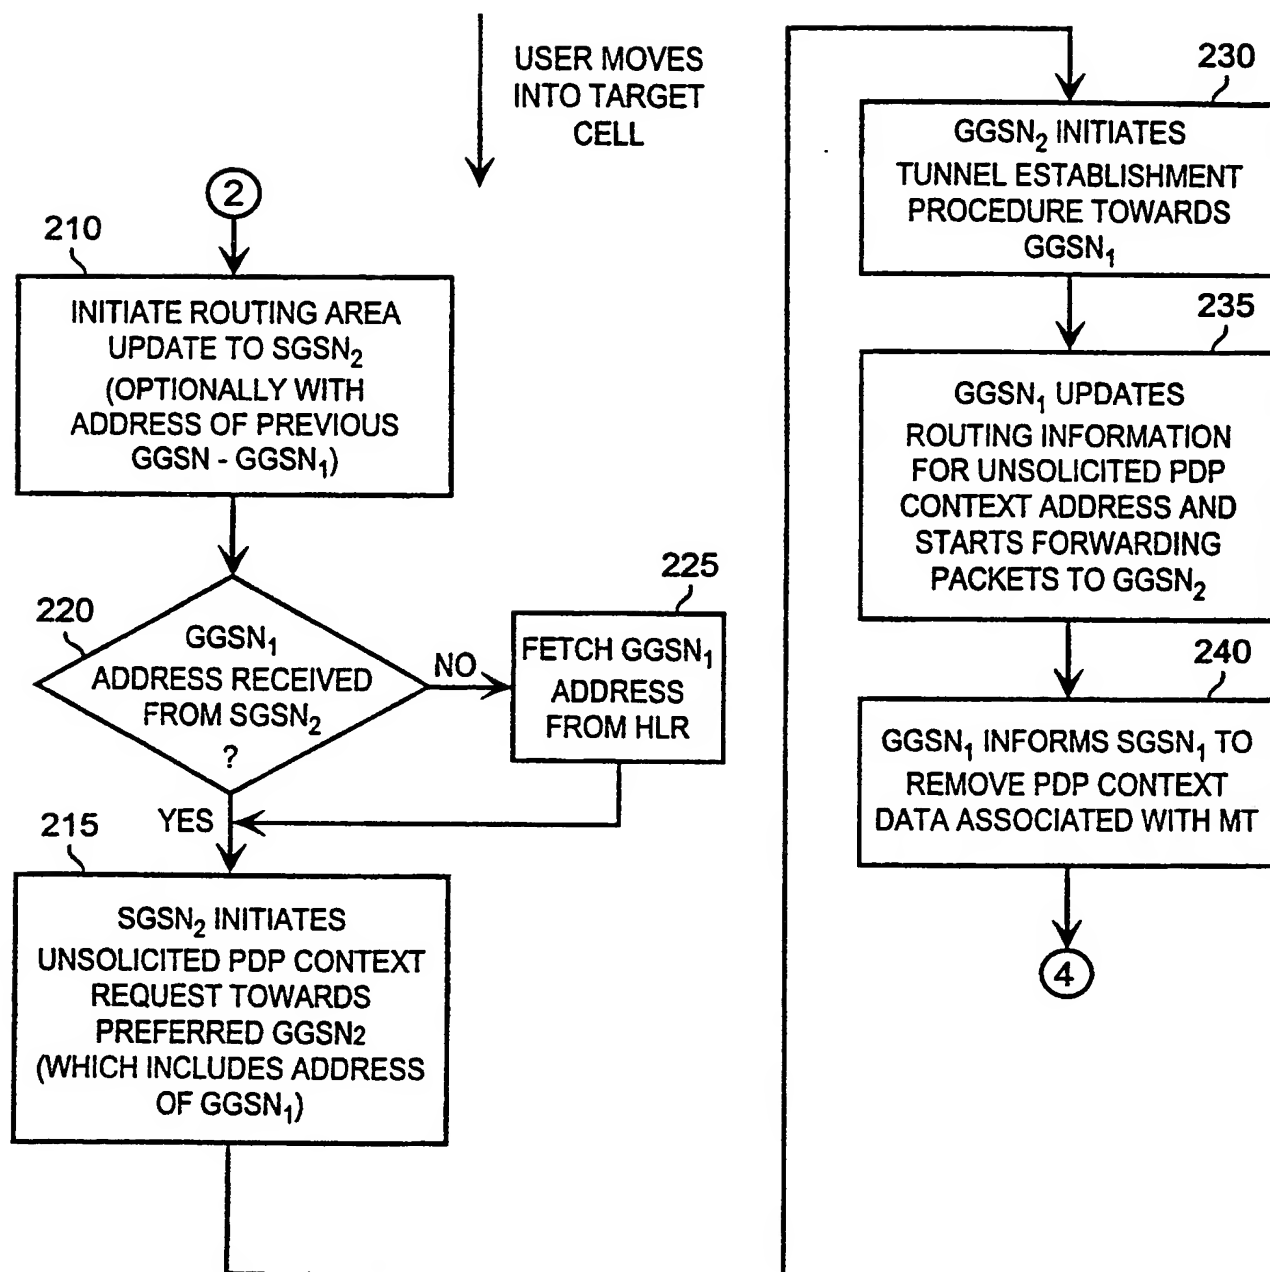 USER MOVES
INTO TARGET
CELL
2
210
INITIATE ROUTING AREA
UPDATE TO SGSN₂
(OPTIONALLY WITH
ADDRESS OF PREVIOUS
GGSN - GGSN₁)
220
GGSN₁
ADDRESS RECEIVED
FROM SGSN₂
?
NO
225
FETCH GGSN₁
ADDRESS
FROM HLR
YES
215
SGSN₂ INITIATES
UNSOLICITED PDP CONTEXT
REQUEST TOWARDS
PREFERRED GGSN2
(WHICH INCLUDES ADDRESS
OF GGSN₁)
230
GGSN₂ INITIATES
TUNNEL ESTABLISHMENT
PROCEDURE TOWARDS
GGSN₁
235
GGSN₁ UPDATES
ROUTING INFORMATION
FOR UNSOLICITED PDP
CONTEXT ADDRESS AND
STARTS FORWARDING
PACKETS TO GGSN₂
240
GGSN₁ INFORMS SGSN₁ TO
REMOVE PDP CONTEXT
DATA ASSOCIATED WITH MT
4